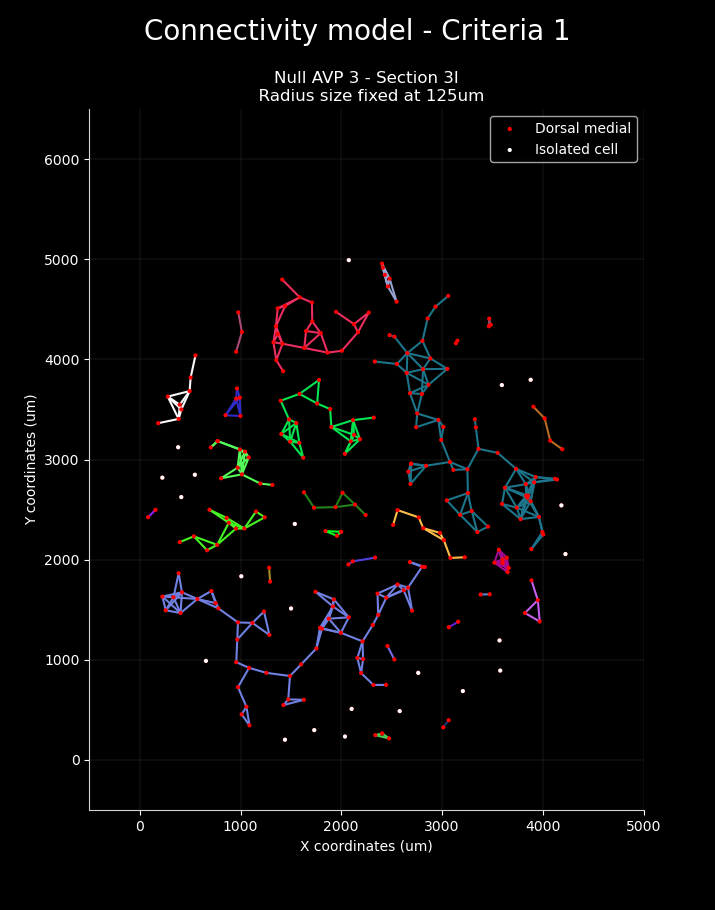 Connectivity model - Criteria 1
Null AVP 3 - Section 3I
Radius size fixed at 125um
Dorsal medial
Isolated cell
6000
5000
4000
3000
2000
1000
0
Y coordinates (um)
0 1000 2000 3000 4000 5000
X coordinates (um)